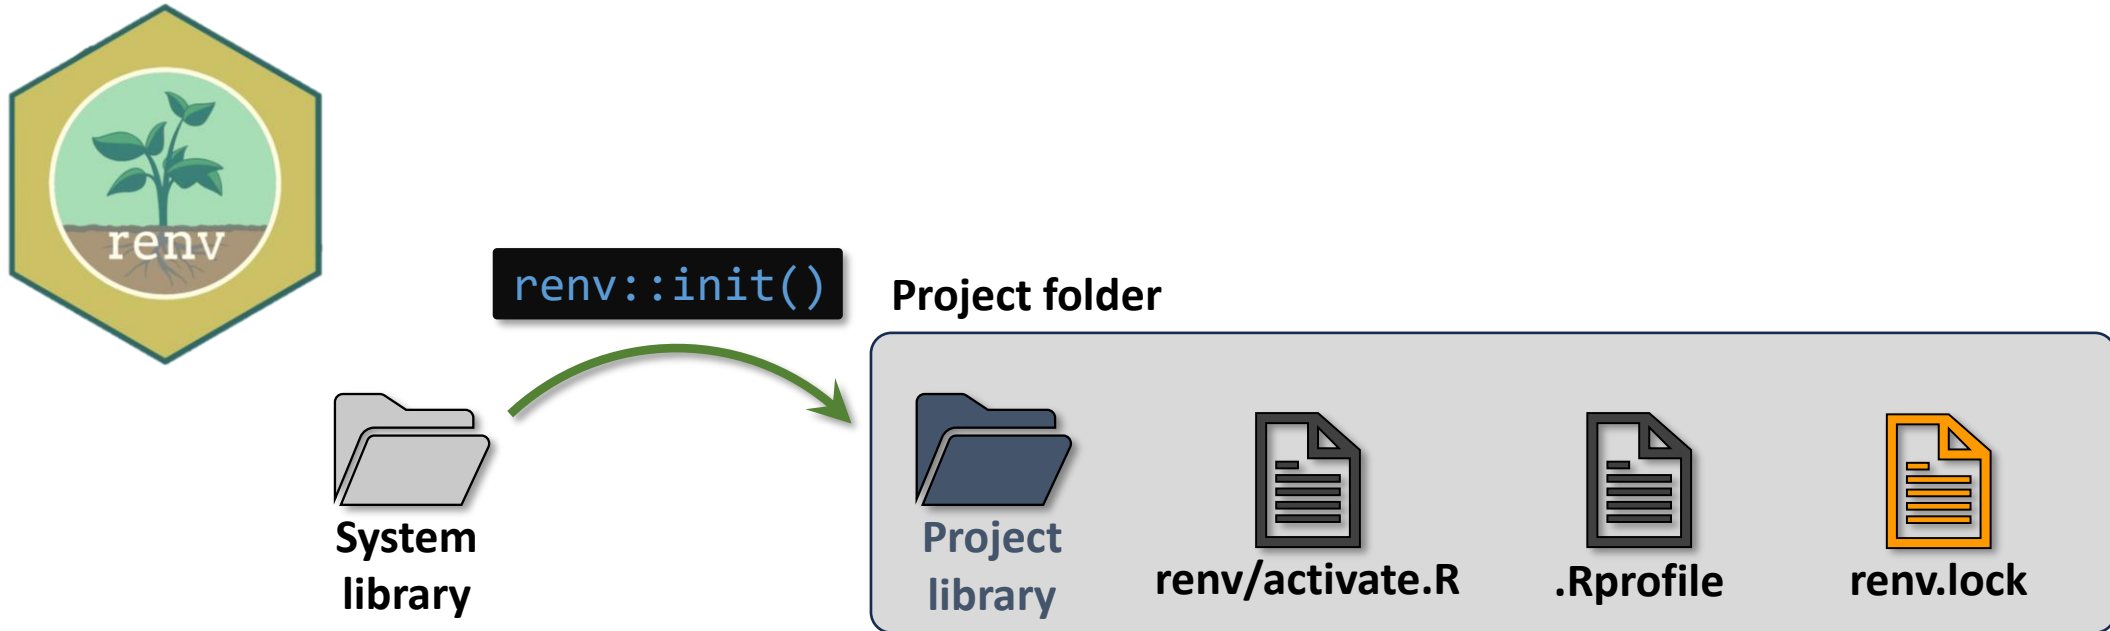 renv
renv::init()
Project folder
System
library
Project
library
renv/activate.R
.Rprofile
renv.lock